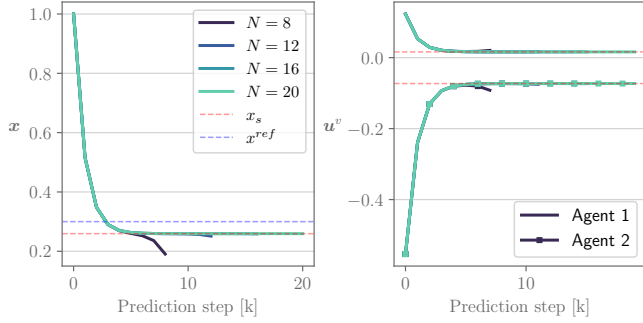 1.0
0.8
0.6
0.4
0.2
x
0
10
20
Prediction step [k]
N = 8
N = 12
N = 16
N = 20
x_s
x^{ref}
0.0
−0.2
−0.4
u^v
0
10
Prediction step [k]
Agent 1
Agent 2